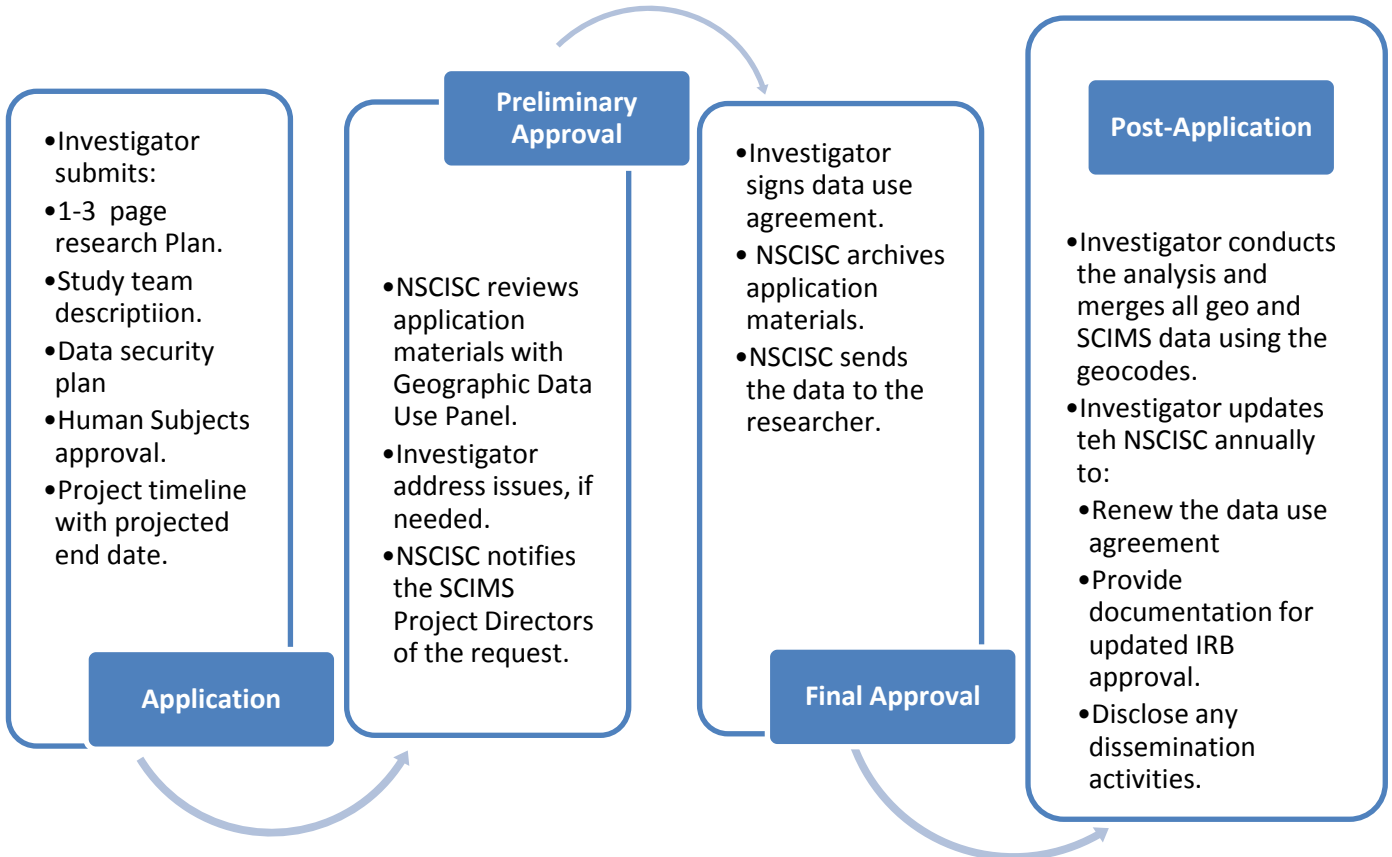 •Investigator
submits:
•1-3 page
research Plan.
•Study team
descriptiion.
•Data security
plan
•Human Subjects
approval.
•Project timeline
with projected
end date.
Application
Preliminary
Approval
•NSCISC reviews
application
materials with
Geographic Data
Use Panel.
•Investigator
address issues, if
needed.
•NSCISC notifies
the SCIMS
Project Directors
of the request.
•Investigator
signs data use
agreement.
• NSCISC archives
application
materials.
•NSCISC sends
the data to the
researcher.
Final Approval
Post-Application
•Investigator conducts
the analysis and
merges all geo and
SCIMS data using the
geocodes.
•Investigator updates
teh NSCISC annually
to:
•Renew the data use
agreement
•Provide
documentation for
updated IRB
approval.
•Disclose any
dissemination
activities.